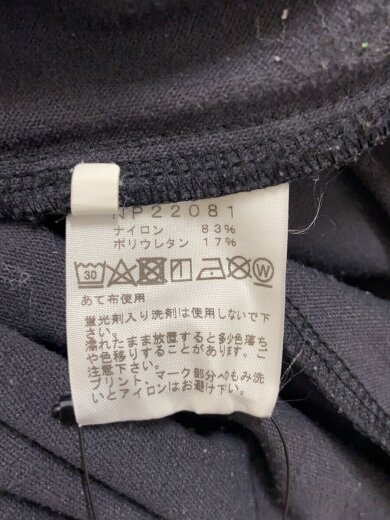 NP22081
ナイロン 83%
ポリウレタン 17%
30 W
あて布使用
蛍光剤入り洗剤は使用しないで下
さい。
濡れたまま放置すると多少色落ち
や色移りすることがあります。ご
注意下さい。
プリント、マーク部分へのもみ洗
いとアイロンはお避け下さい。